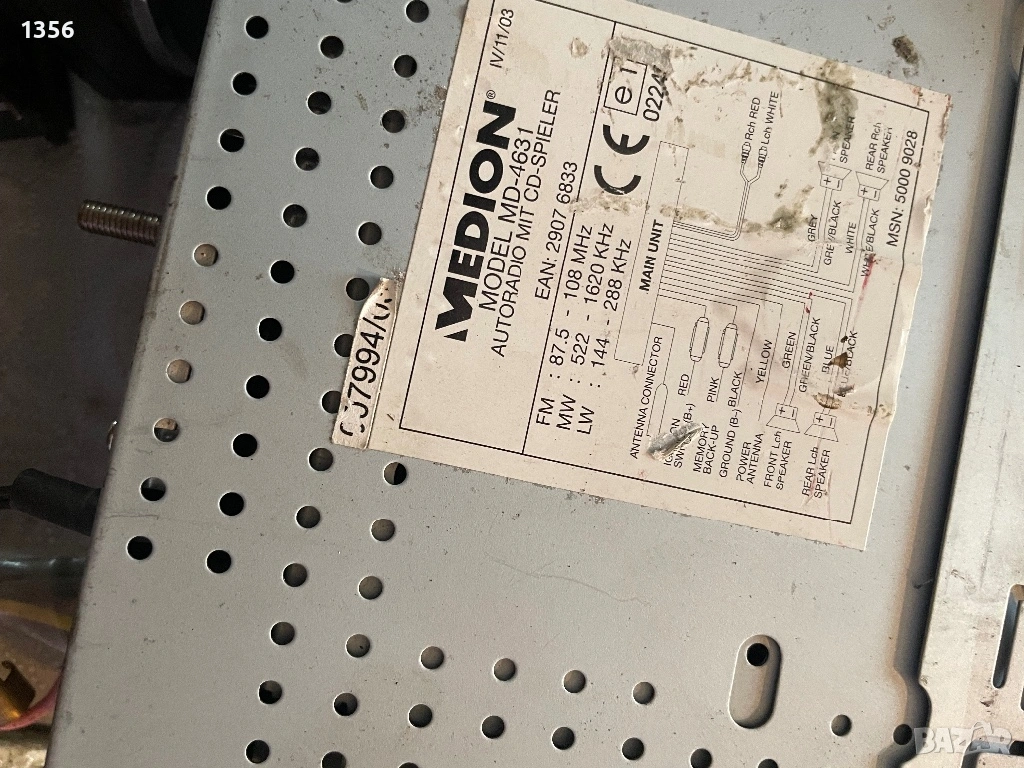 1356
MEDION®
IV/11/03
MODEL MD-4631
AUTORADIO MIT CD-SPIELER
EAN: 2907 6833
FM : 87.5 - 108 MHz
MW : 522 - 1620 KHz
LW : 144 - 288 KHz
CE
e1
MAIN UNIT
Rch RED
Lch WHITE
ANTENNA CONNECTOR
RED
(B+)
MEMORY
BACK-UP
PINK
GROUND (B-) BLACK
POWER
ANTENNA
YELLOW
FRONT Lch
SPEAKER
GREEN
GREEN/BLACK
REAR Lch
SPEAKER
BLUE
GREY
GREY/BLACK
SPEAKER
WHITE
WHITE/BLACK
REAR Rch
SPEAKER
MSN: 5000 9028
BAZAR